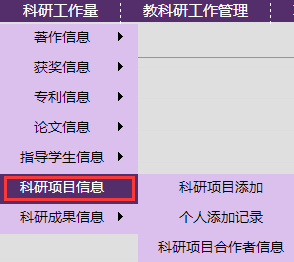 科研工作量 教科研工作管理
著作信息
获奖信息
专利信息
论文信息
指导学生信息
科研项目信息 科研项目添加
科研成果信息 个人添加记录
科研项目合作者信息